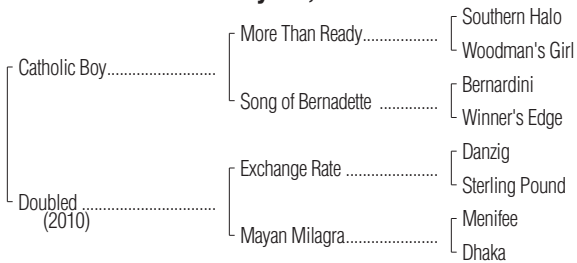 Southern Halo
More Than Ready
Woodman's Girl
Catholic Boy
Bernardini
Song of Bernadette
Winner's Edge
Danzig
Exchange Rate
Sterling Pound
Doubled
(2010)
Menifee
Mayan Milagra
Dhaka